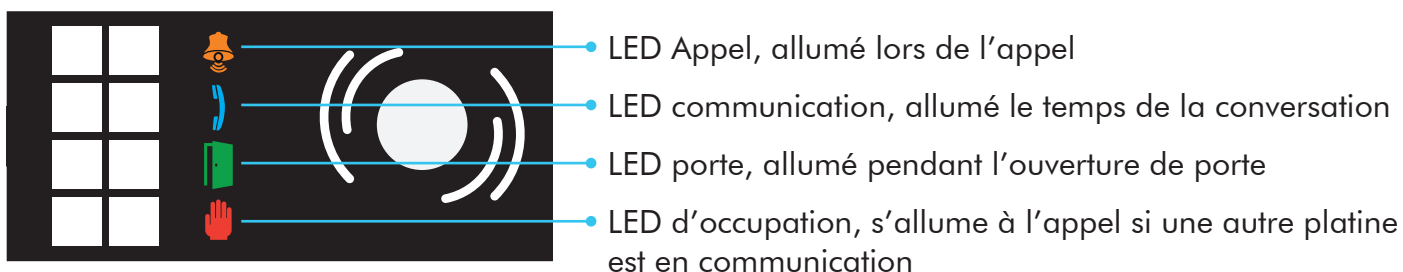 LED Appel, allumé lors de l’appel
LED communication, allumé le temps de la conversation
LED porte, allumé pendant l’ouverture de porte
LED d’occupation, s’allume à l’appel si une autre platine
est en communication